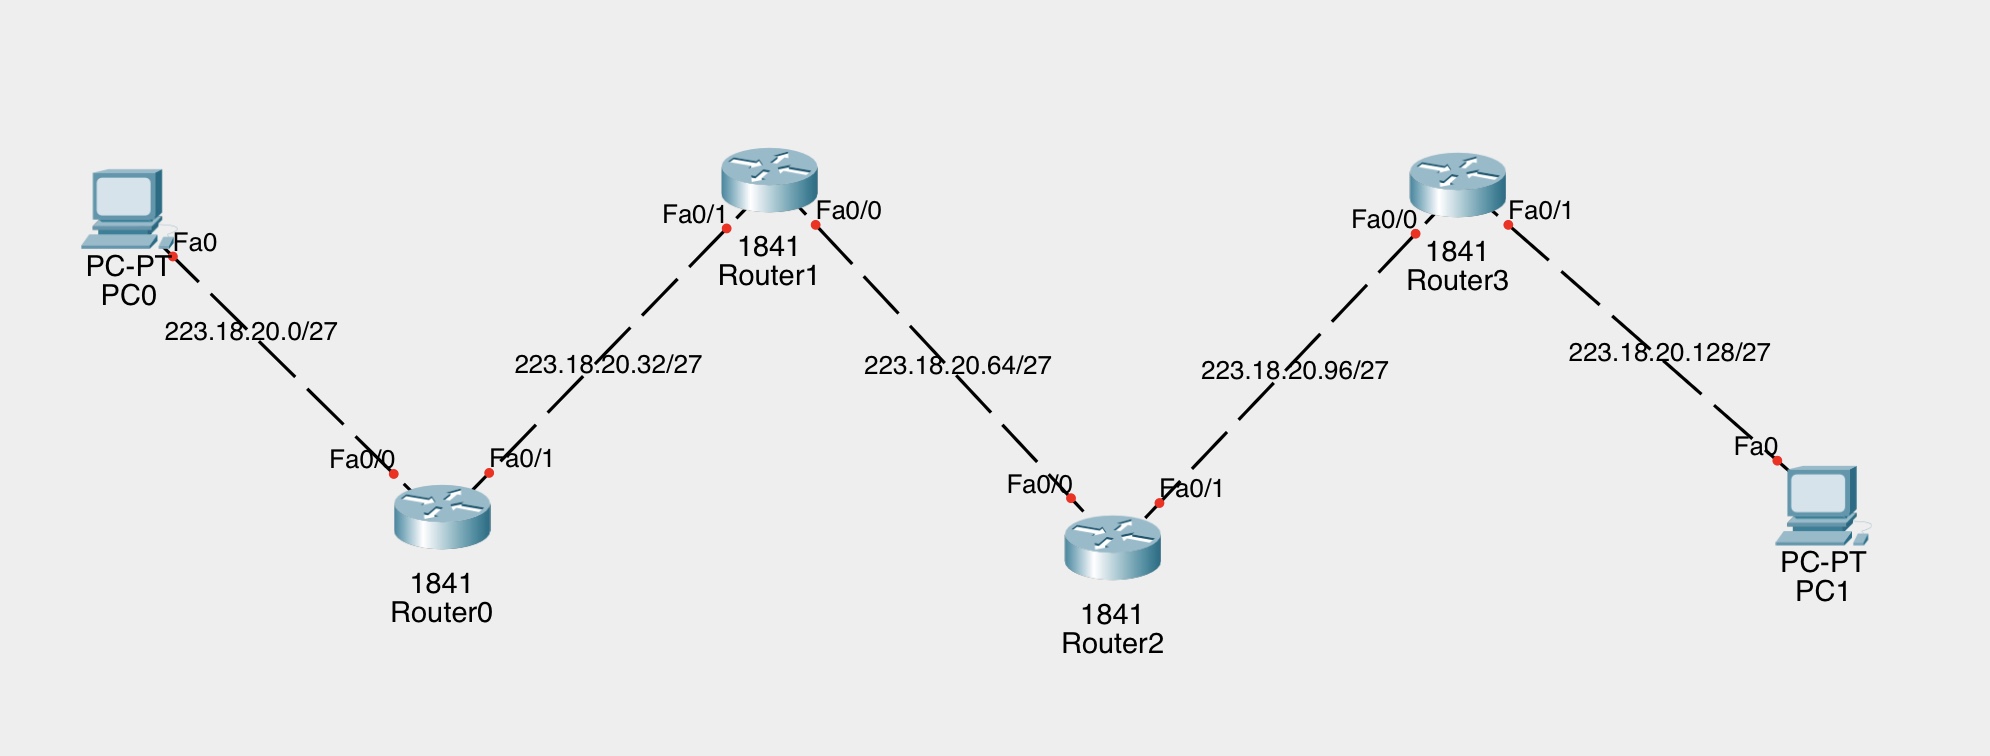 Fa0
PC-PT
PC0
223.18.20.0/27
Fa0/0
1841
Router0
Fa0/1
223.18.20.32/27
Fa0/1
1841
Router1
Fa0/0
223.18.20.64/27
Fa0/0
1841
Router2
Fa0/1
223.18.20.96/27
Fa0/0
1841
Router3
Fa0/1
223.18.20.128/27
Fa0
PC-PT
PC1